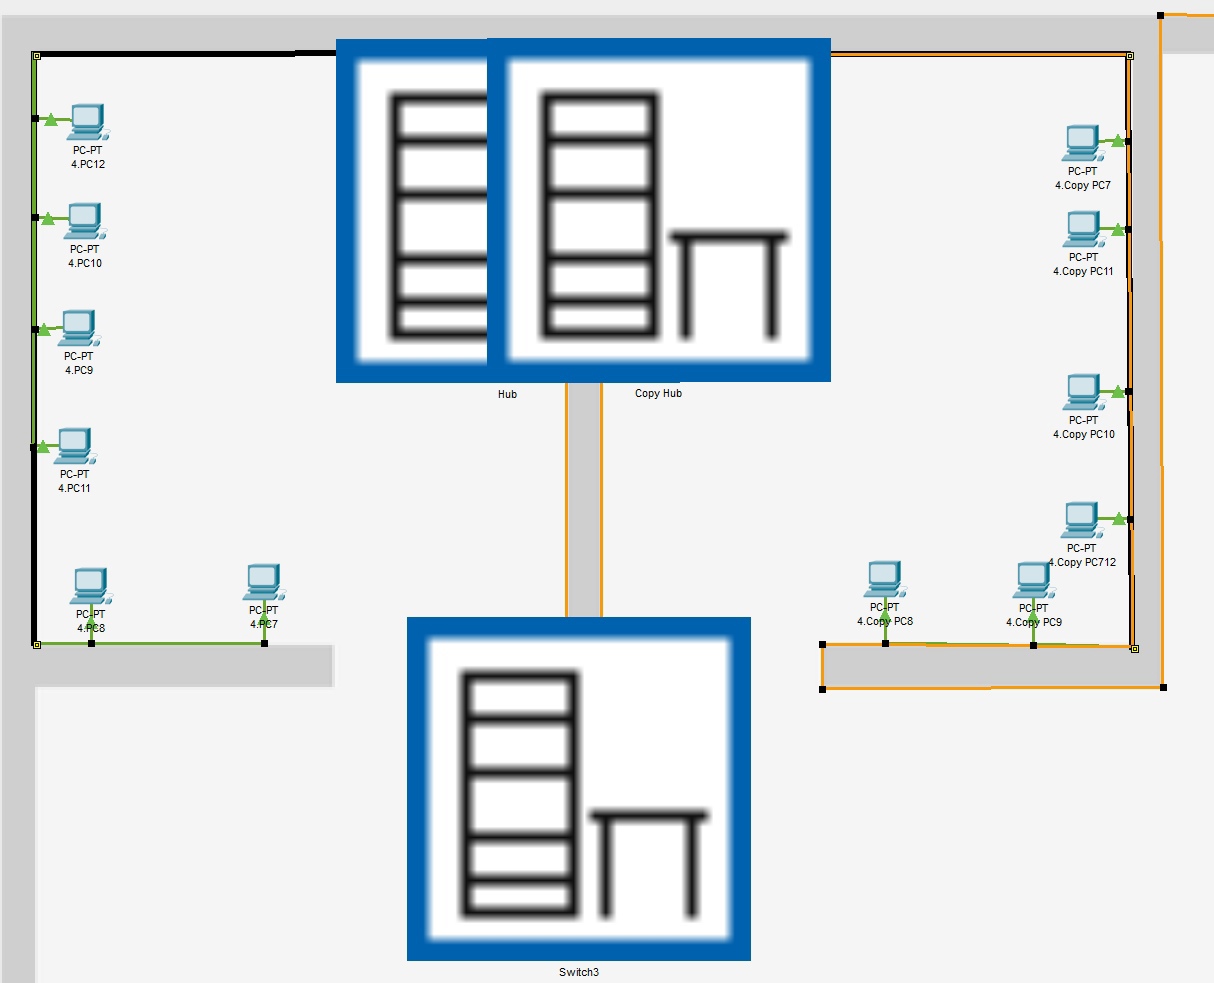 PC-PT
4.PC12
PC-PT
4.PC10
PC-PT
4.PC9
PC-PT
4.PC11
PC-PT
4.PC8
PC-PT
4.PC7
Hub
Copy Hub
PC-PT
4.Copy PC7
PC-PT
4.Copy PC11
PC-PT
4.Copy PC10
PC-PT
4.Copy PC712
PC-PT
4.Copy PC8
PC-PT
4.Copy PC9
Switch3